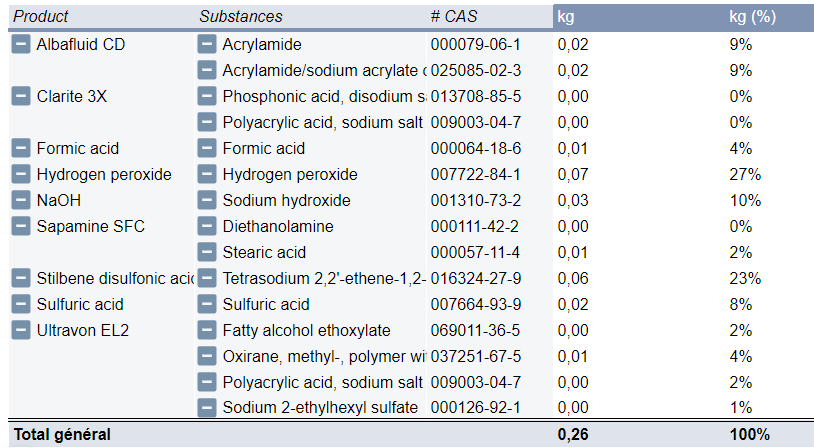 Product Substances # CAS kg kg (%)
Albafluid CD Acrylamide 000079-06-1 0,02 9%
Acrylamide/sodium acrylate c 025085-02-3 0,02 9%
Clarite 3X Phosphonic acid, disodium sa 013708-85-5 0,00 0%
Polyacrylic acid, sodium salt 009003-04-7 0,00 0%
Formic acid Formic acid 000064-18-6 0,01 4%
Hydrogen peroxide Hydrogen peroxide 007722-84-1 0,07 27%
NaOH Sodium hydroxide 001310-73-2 0,03 10%
Sapamine SFC Diethanolamine 000111-42-2 0,00 0%
Stearic acid 000057-11-4 0,01 2%
Stilbene disulfonic acid Tetrasodium 2,2'-ethene-1,2- 016324-27-9 0,06 23%
Sulfuric acid Sulfuric acid 007664-93-9 0,02 8%
Ultravon EL2 Fatty alcohol ethoxylate 069011-36-5 0,00 2%
Oxirane, methyl-, polymer wi 037251-67-5 0,01 4%
Polyacrylic acid, sodium salt 009003-04-7 0,00 2%
Sodium 2-ethylhexyl sulfate 000126-92-1 0,00 1%
Total général 0,26 100%